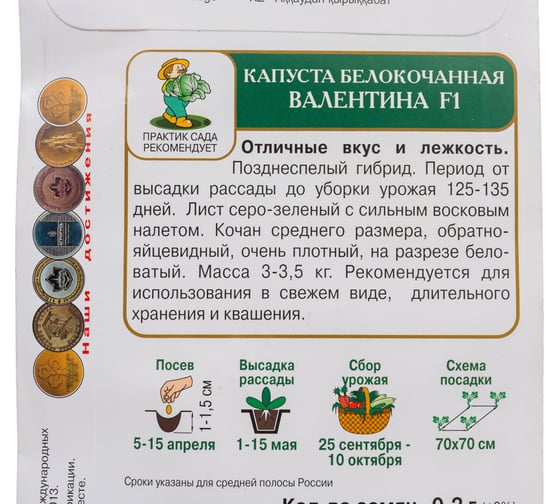 KZ Аққаудан қырыққабат
КАПУСТА БЕЛОКОЧАННАЯ
ВАЛЕНТИНА F1
ПРАКТИК САДА
РЕКОМЕНДУЕТ
Отличные вкус и лежкость.
Позднеспелый гибрид. Период от
высадки рассады до уборки урожая 125-135
дней. Лист серо-зеленый с сильным восковым
налетом. Кочан среднего размера, обратно-
яйцевидный, очень плотный, на разрезе бело-
ватый. Масса 3-3,5 кг. Рекомендуется для
использования в свежем виде, длительного
хранения и квашения.
Наши достижения
Посев
1-1,5 см
5-15 апреля
Высадка
рассады
1-15 мая
Сбор
урожая
25 сентября -
10 октября
Схема
посадки
70х70 см
Сроки указаны для средней полосы России